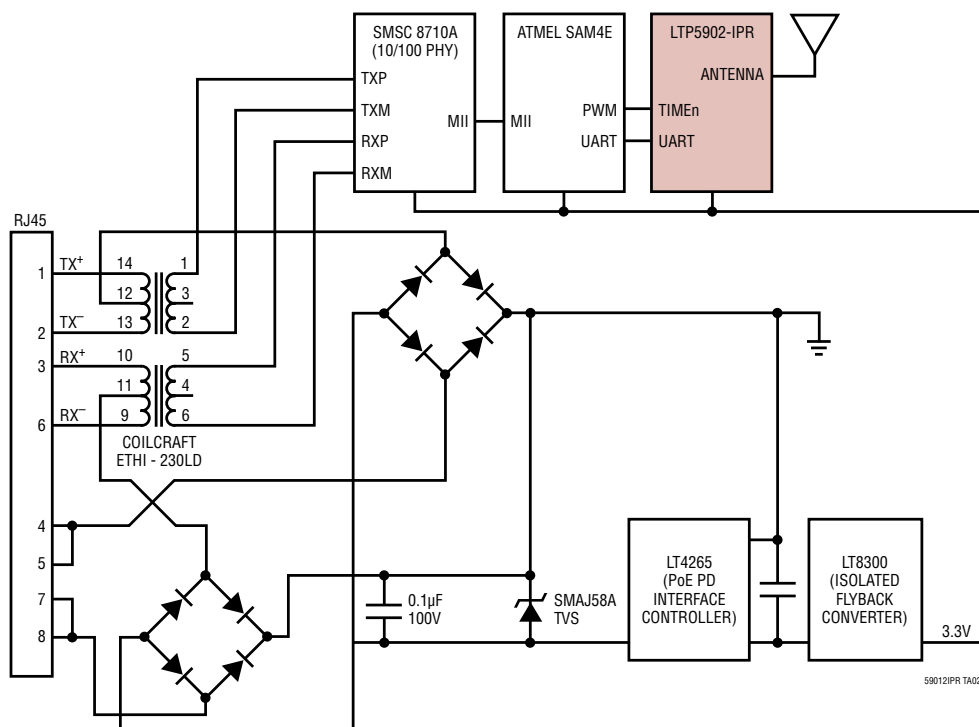 SMSC 8710A
(10/100 PHY)
TXP
TXM
RXP
RXM
MII
ATMEL SAM4E
MII
PWM
UART
LTP5902-IPR
ANTENNA
TIMEn
UART
RJ45
1
TX+
14
12
13
1
3
2
2
TX−
3
RX+
10
11
9
5
4
6
6
RX−
COILCRAFT
ETHI - 230LD
4
5
7
8
0.1µF
100V
SMAJ58A
TVS
LT4265
(PoE PD
INTERFACE
CONTROLLER)
LT8300
(ISOLATED
FLYBACK
CONVERTER)
3.3V
59012IPR TA02